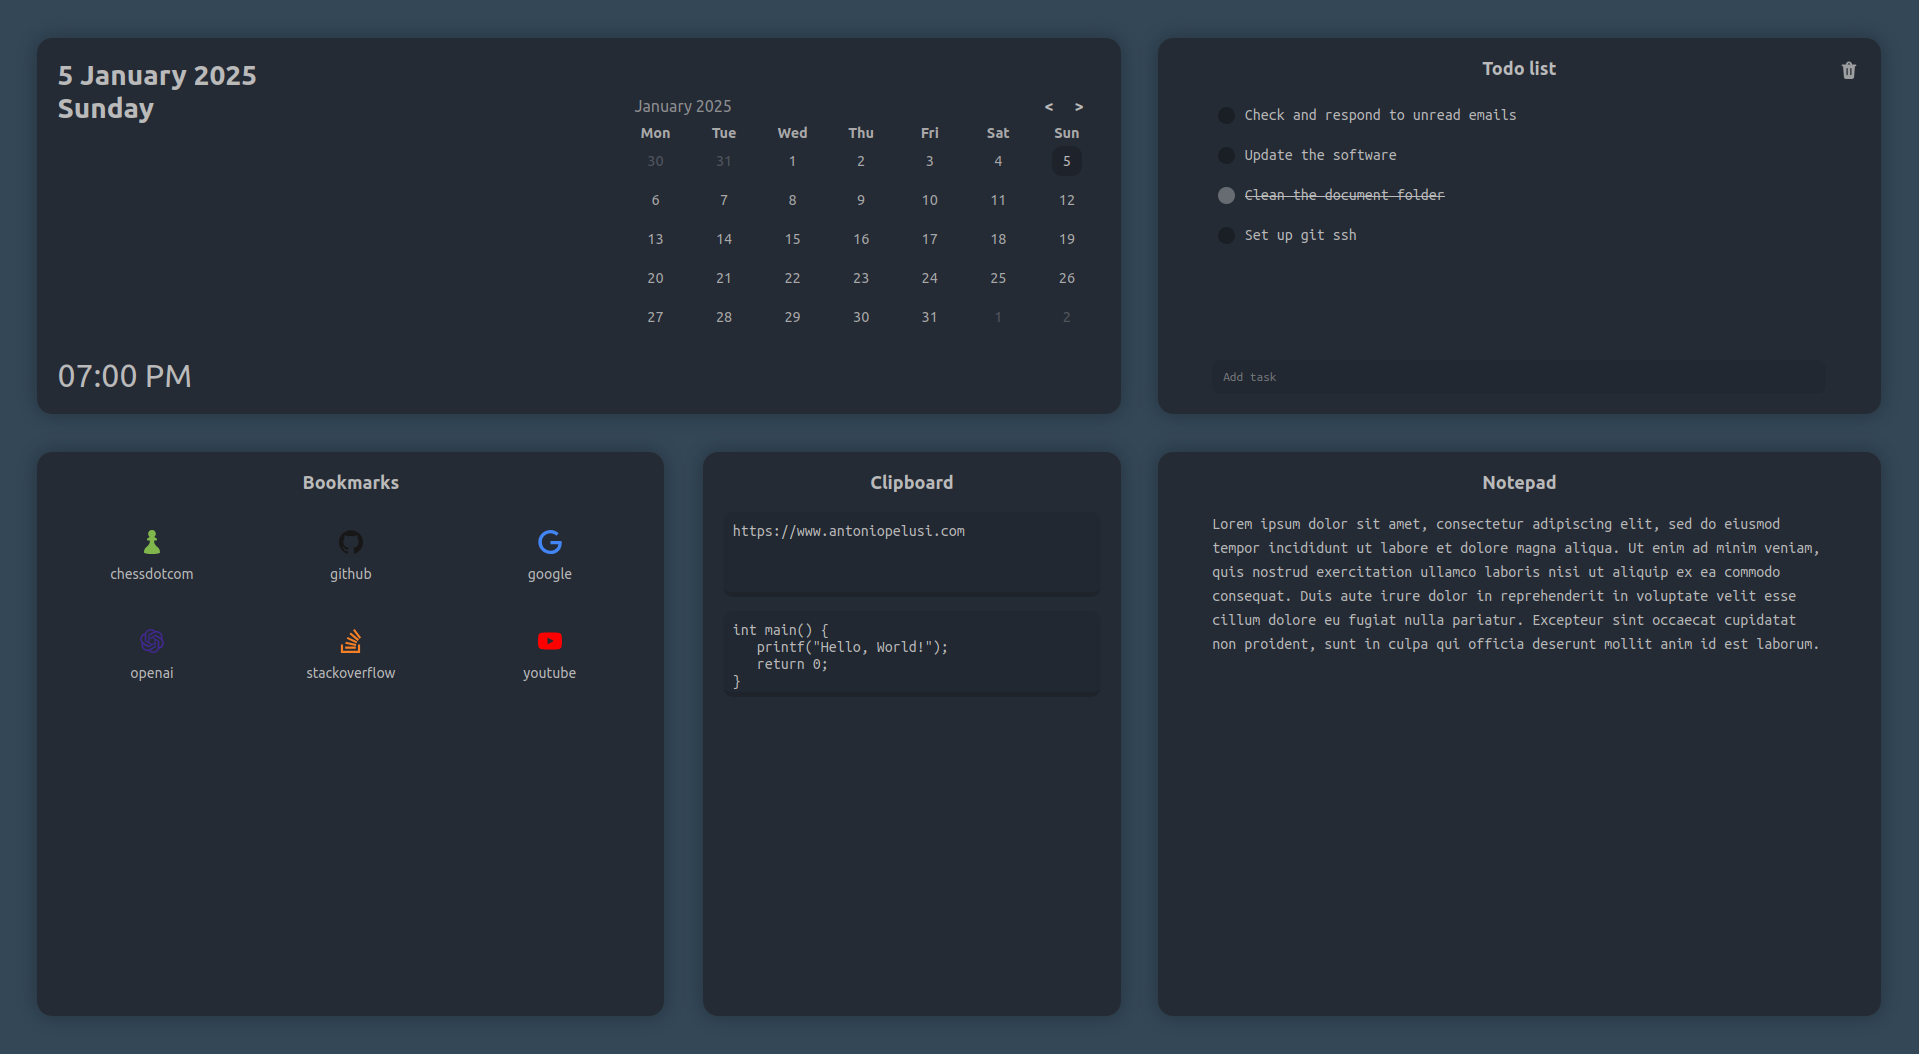 5 January 2025
Sunday
January 2025 < >
Mon Tue Wed Thu Fri Sat Sun
30 31 1 2 3 4 5
6 7 8 9 10 11 12
13 14 15 16 17 18 19
20 21 22 23 24 25 26
27 28 29 30 31 1 2
07:00 PM
Todo list
Check and respond to unread emails
Update the software
Clean the document folder
Set up git ssh
Add task
Bookmarks
chessdotcom
github
google
openai
stackoverflow
youtube
Clipboard
https://www.antoniopelusi.com
int main() {
   printf("Hello, World!");
   return 0;
}
Notepad
Lorem ipsum dolor sit amet, consectetur adipiscing elit, sed do eiusmod
tempor incididunt ut labore et dolore magna aliqua. Ut enim ad minim veniam,
quis nostrud exercitation ullamco laboris nisi ut aliquip ex ea commodo
consequat. Duis aute irure dolor in reprehenderit in voluptate velit esse
cillum dolore eu fugiat nulla pariatur. Excepteur sint occaecat cupidatat
non proident, sunt in culpa qui officia deserunt mollit anim id est laborum.